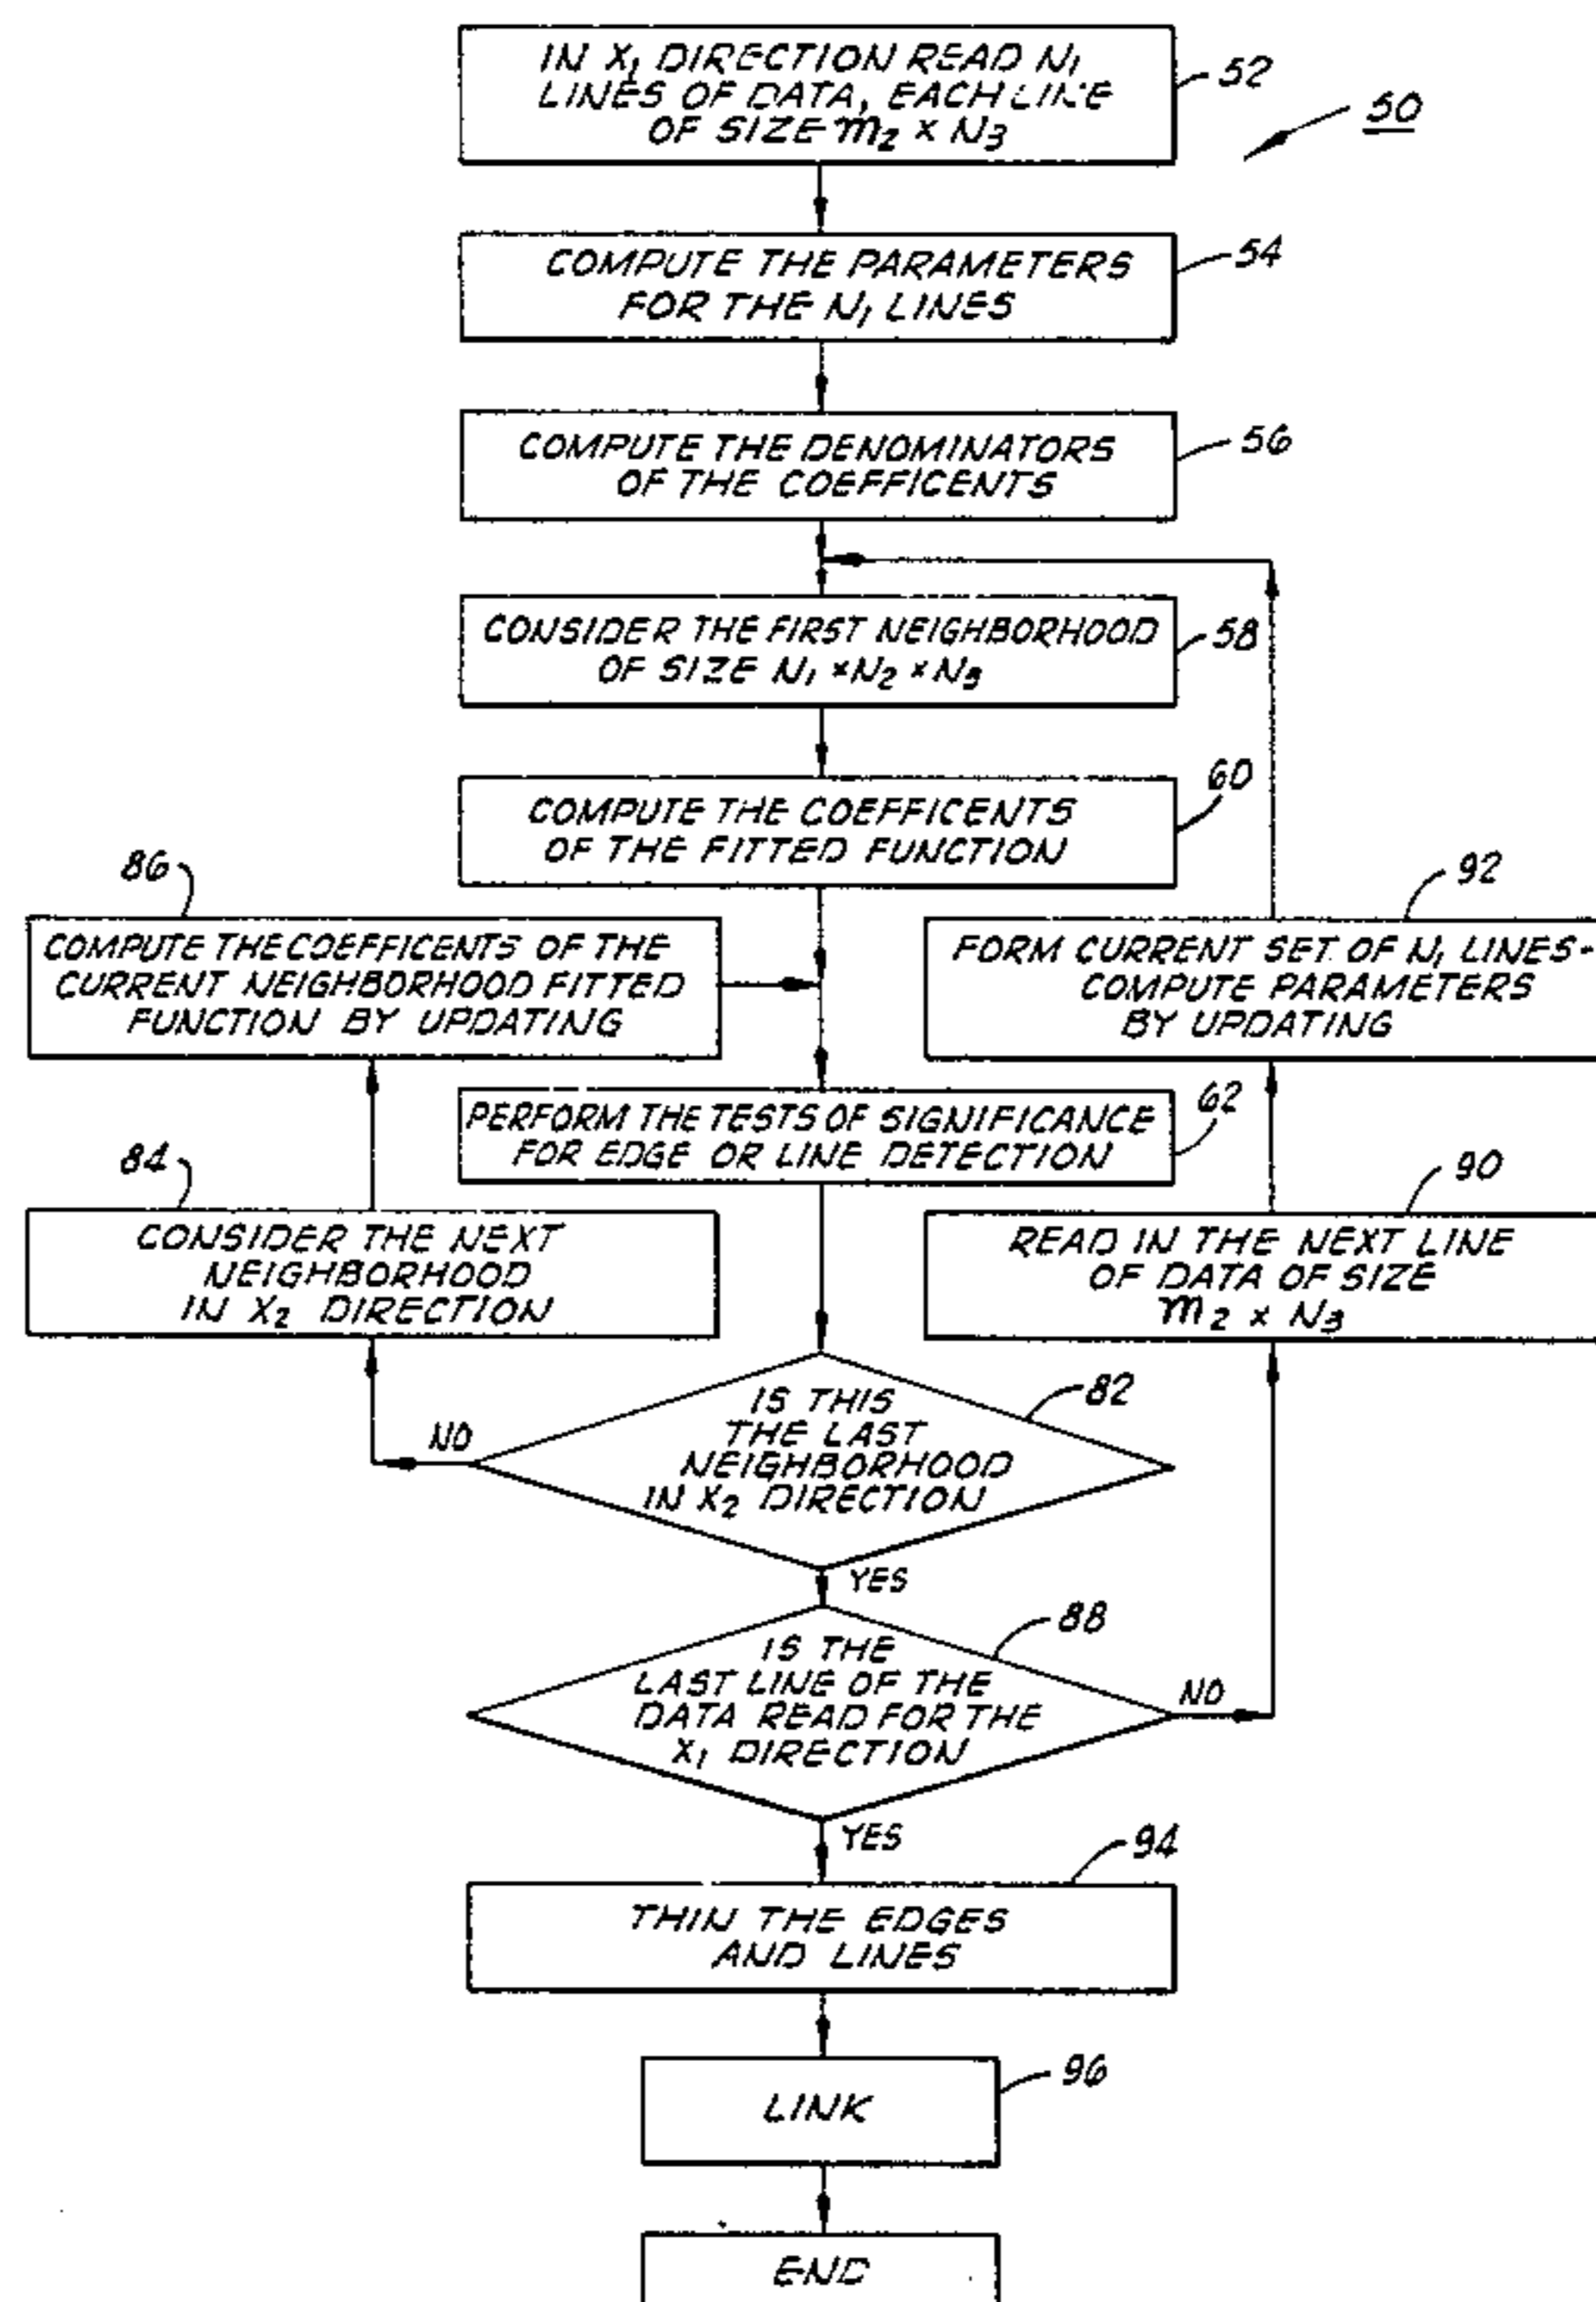 IN X₁ DIRECTION READ N₁
LINES OF DATA, EACH LINE
OF SIZE m₂ x N₃
52
50
COMPUTE THE PARAMETERS
FOR THE N₁ LINES
54
COMPUTE THE DENOMINATORS
OF THE COEFFICENTS
56
CONSIDER THE FIRST NEIGHBORHOOD
OF SIZE N₁ x N₂ x N₃
58
COMPUTE THE COEFFICENTS
OF THE FITTED FUNCTION
60
86
COMPUTE THE COEFFICENTS OF THE
CURRENT NEIGHBORHOOD FITTED
FUNCTION BY UPDATING
92
FORM CURRENT SET OF N₁ LINES-
COMPUTE PARAMETERS
BY UPDATING
PERFORM THE TESTS OF SIGNIFICANCE
FOR EDGE OR LINE DETECTION
62
84
CONSIDER THE NEXT
NEIGHBORHOOD
IN X₂ DIRECTION
90
READ IN THE NEXT LINE
OF DATA OF SIZE
m₂ x N₃
IS THIS
THE LAST
NEIGHBORHOOD
IN X₂ DIRECTION
82
NO
YES
IS THE
LAST LINE OF THE
DATA READ FOR THE
X₁ DIRECTION
88
NO
YES
THIN THE EDGES
AND LINES
94
LINK
96
END